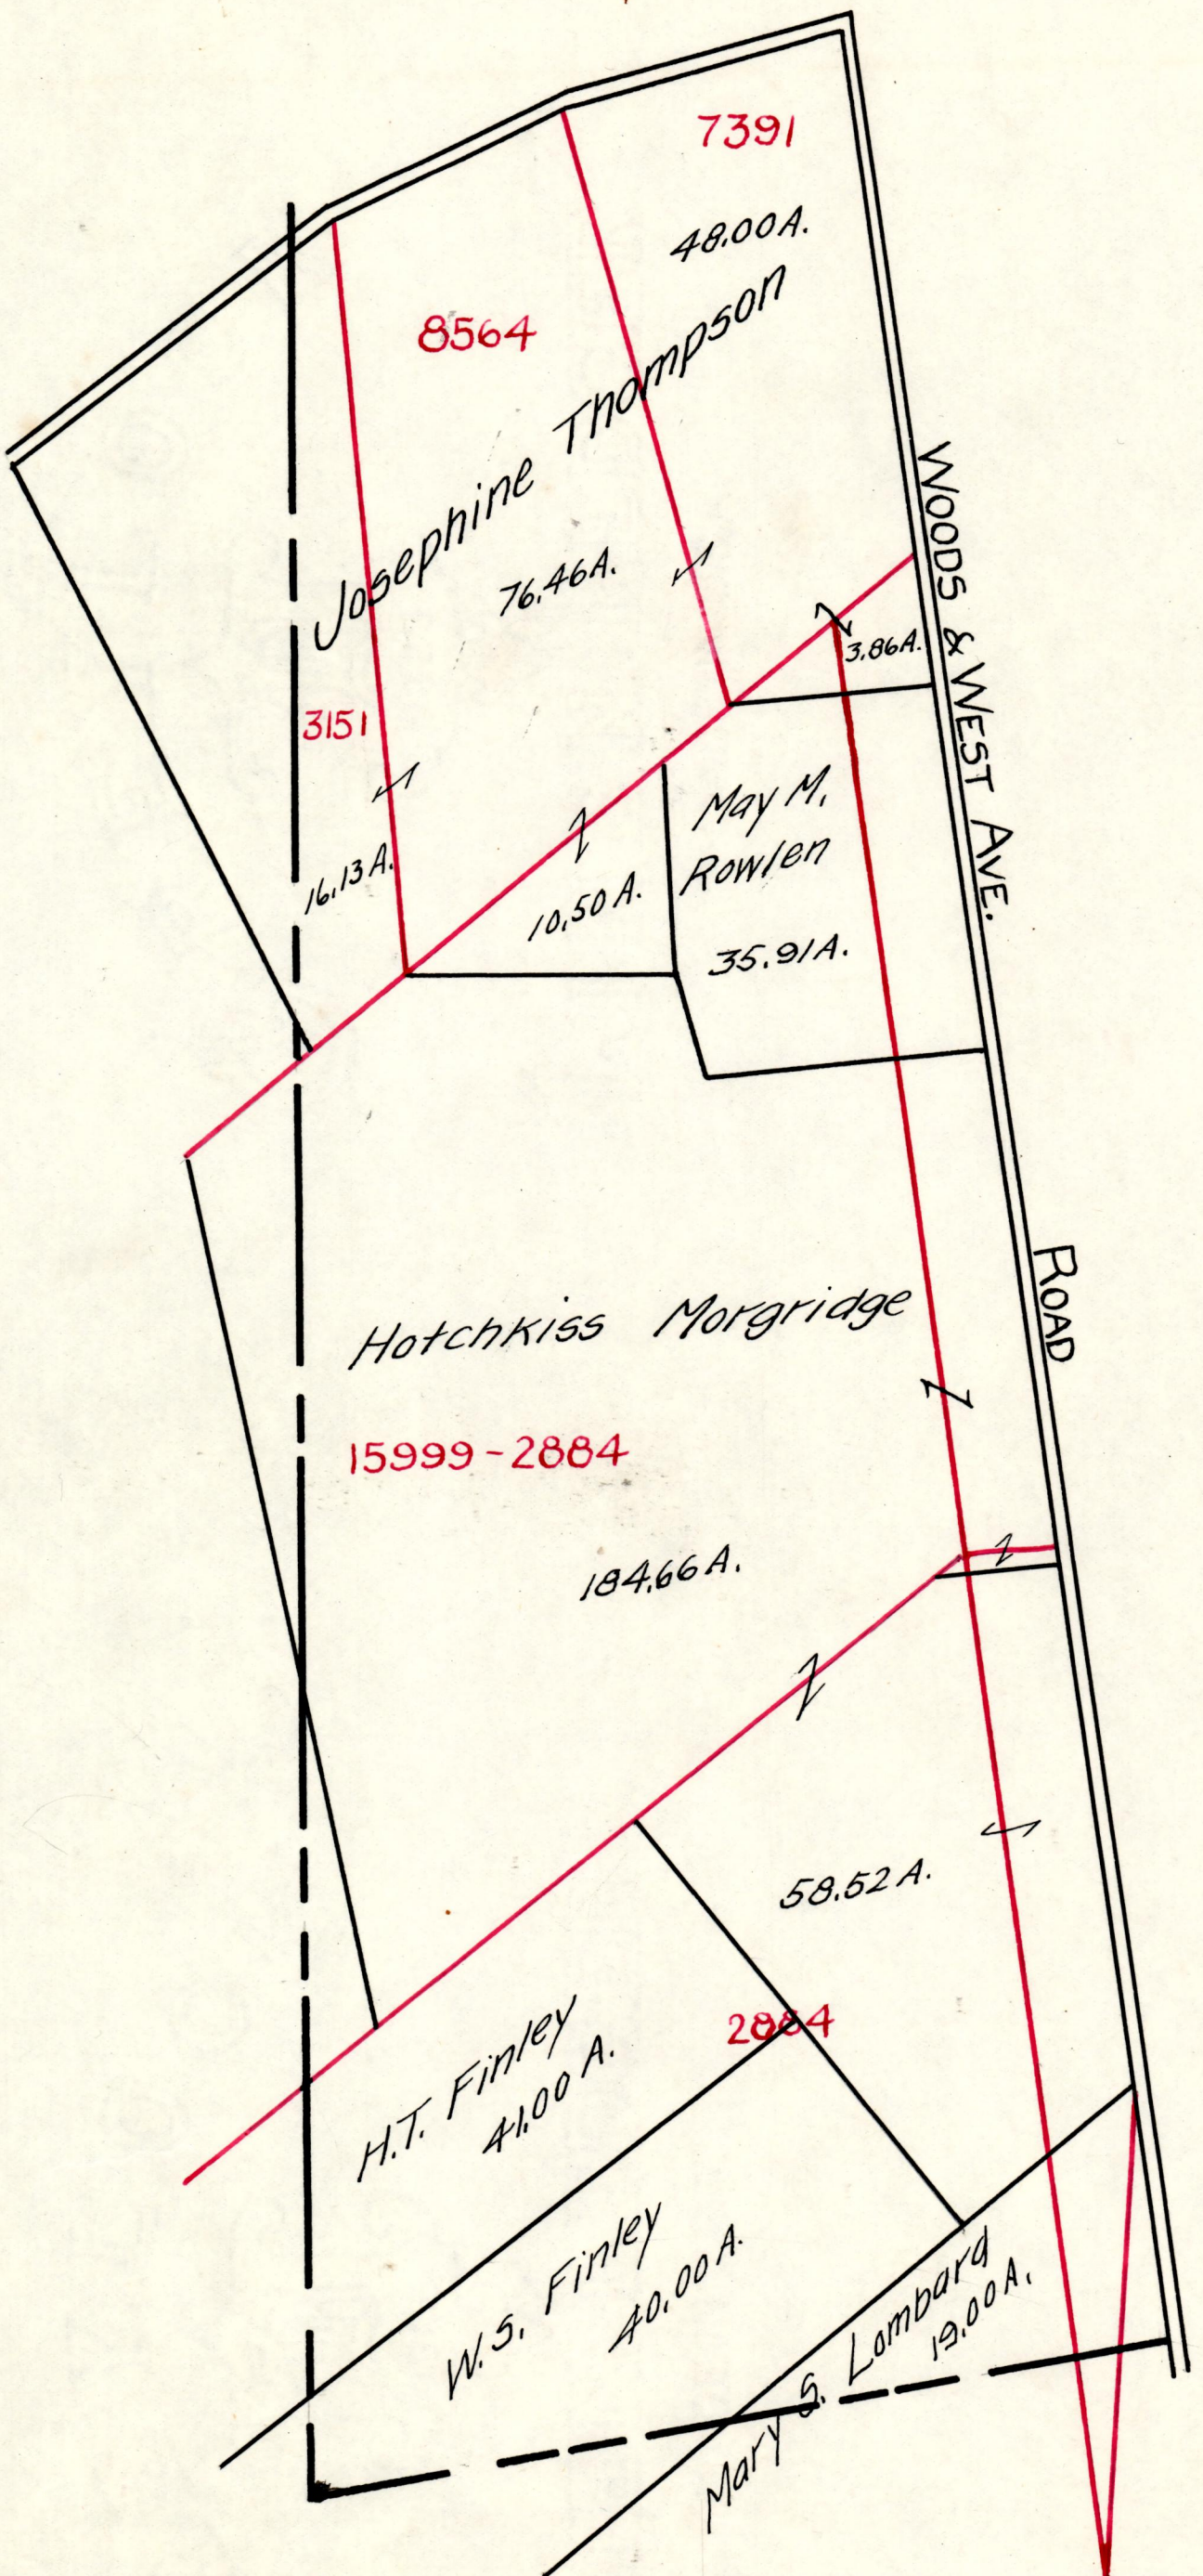 7391
48.00A.
8564
Josephine Thompson
76.46A.
WOODS & WEST AVE.
3.86A.
3151
May M.
Rowlen
16.13A.
10.50A.
35.91A.
ROAD
Hotchkiss Morgridge
15999-2884
184.66A.
58.52A.
2884
H.T. Finley
41.00A.
W.S. Finley
40.00A.
Mary S. Lombard
19.00A.